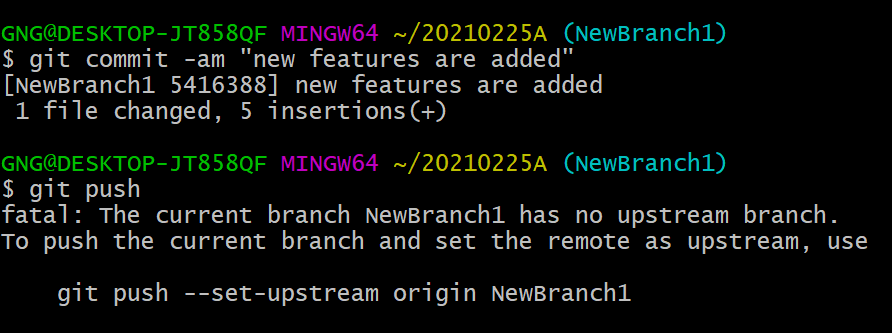 GNG@DESKTOP-JT858QF MINGW64 ~/20210225A (NewBranch1)
$ git commit -am "new features are added"
[NewBranch1 5416388] new features are added
 1 file changed, 5 insertions(+)

GNG@DESKTOP-JT858QF MINGW64 ~/20210225A (NewBranch1)
$ git push
fatal: The current branch NewBranch1 has no upstream branch.
To push the current branch and set the remote as upstream, use

    git push --set-upstream origin NewBranch1